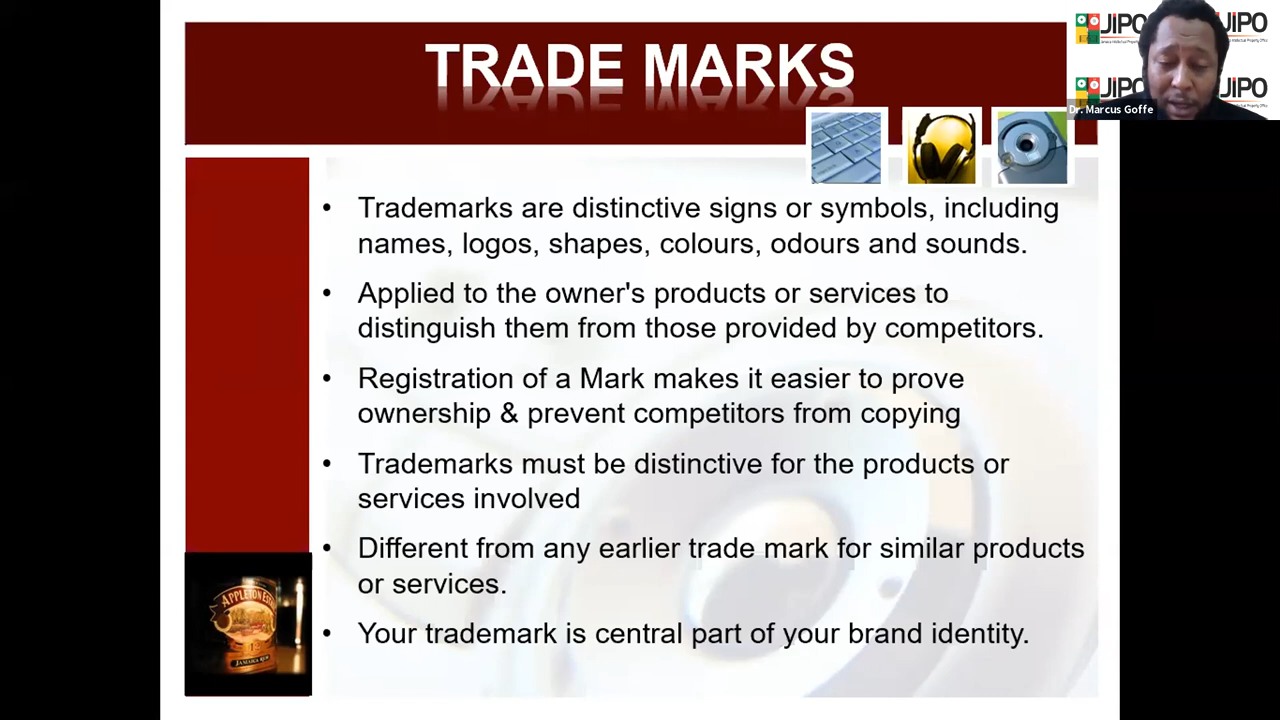 TRADE MARKS
JIPO
JIPO
JIPO
JIPO
Dr. Marcus Goffe
• Trademarks are distinctive signs or symbols, including
names, logos, shapes, colours, odours and sounds.
• Applied to the owner's products or services to
distinguish them from those provided by competitors.
• Registration of a Mark makes it easier to prove
ownership & prevent competitors from copying
• Trademarks must be distinctive for the products or
services involved
• Different from any earlier trade mark for similar products
or services.
• Your trademark is central part of your brand identity.
JAMAICA RUM